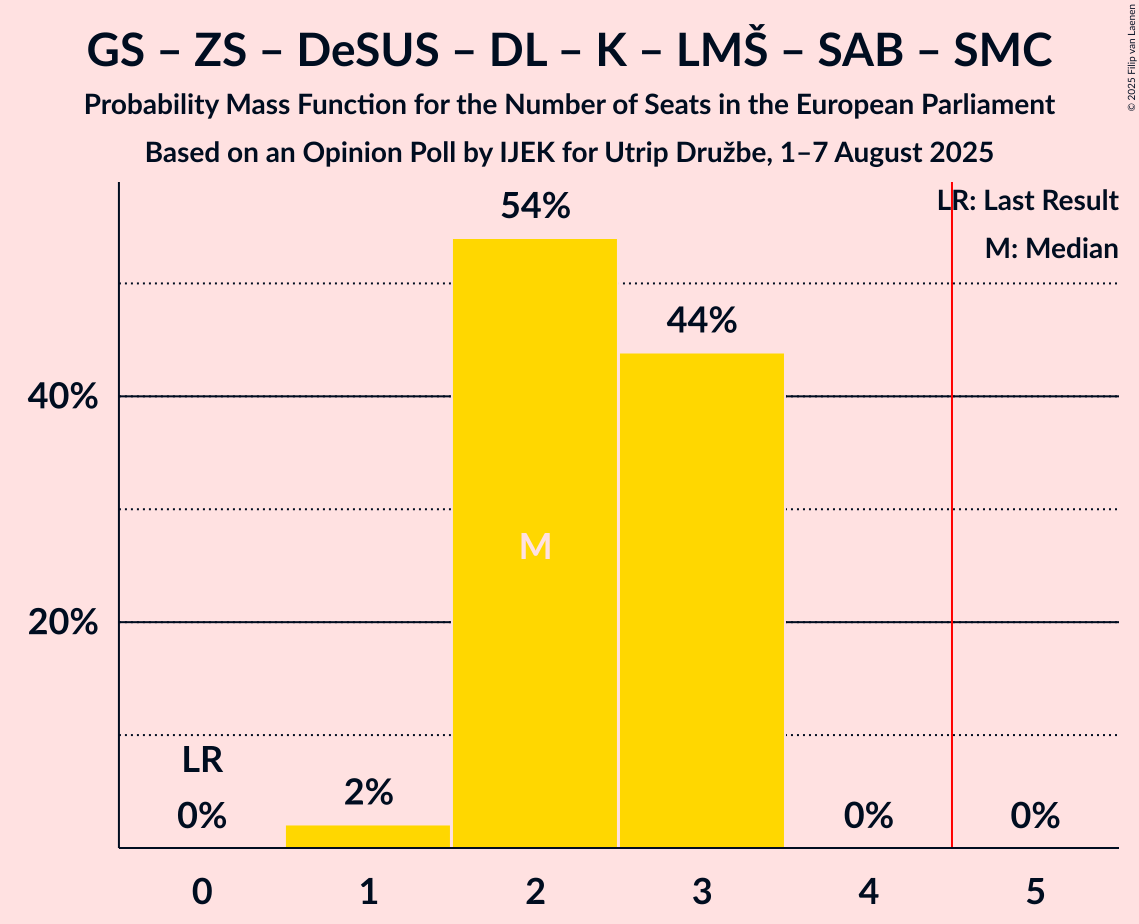 GS – ZS – DeSUS – DL – K – LMŠ – SAB – SMC
Probability Mass Function for the Number of Seats in the European Parliament
Based on an Opinion Poll by IJEK for Utrip Družbe, 1–7 August 2025
© 2025 Filip van Laenen
LR: Last Result
M: Median
54%
44%
40%
M
20%
LR
0%
2%
0%
0%
0
1
2
3
4
5